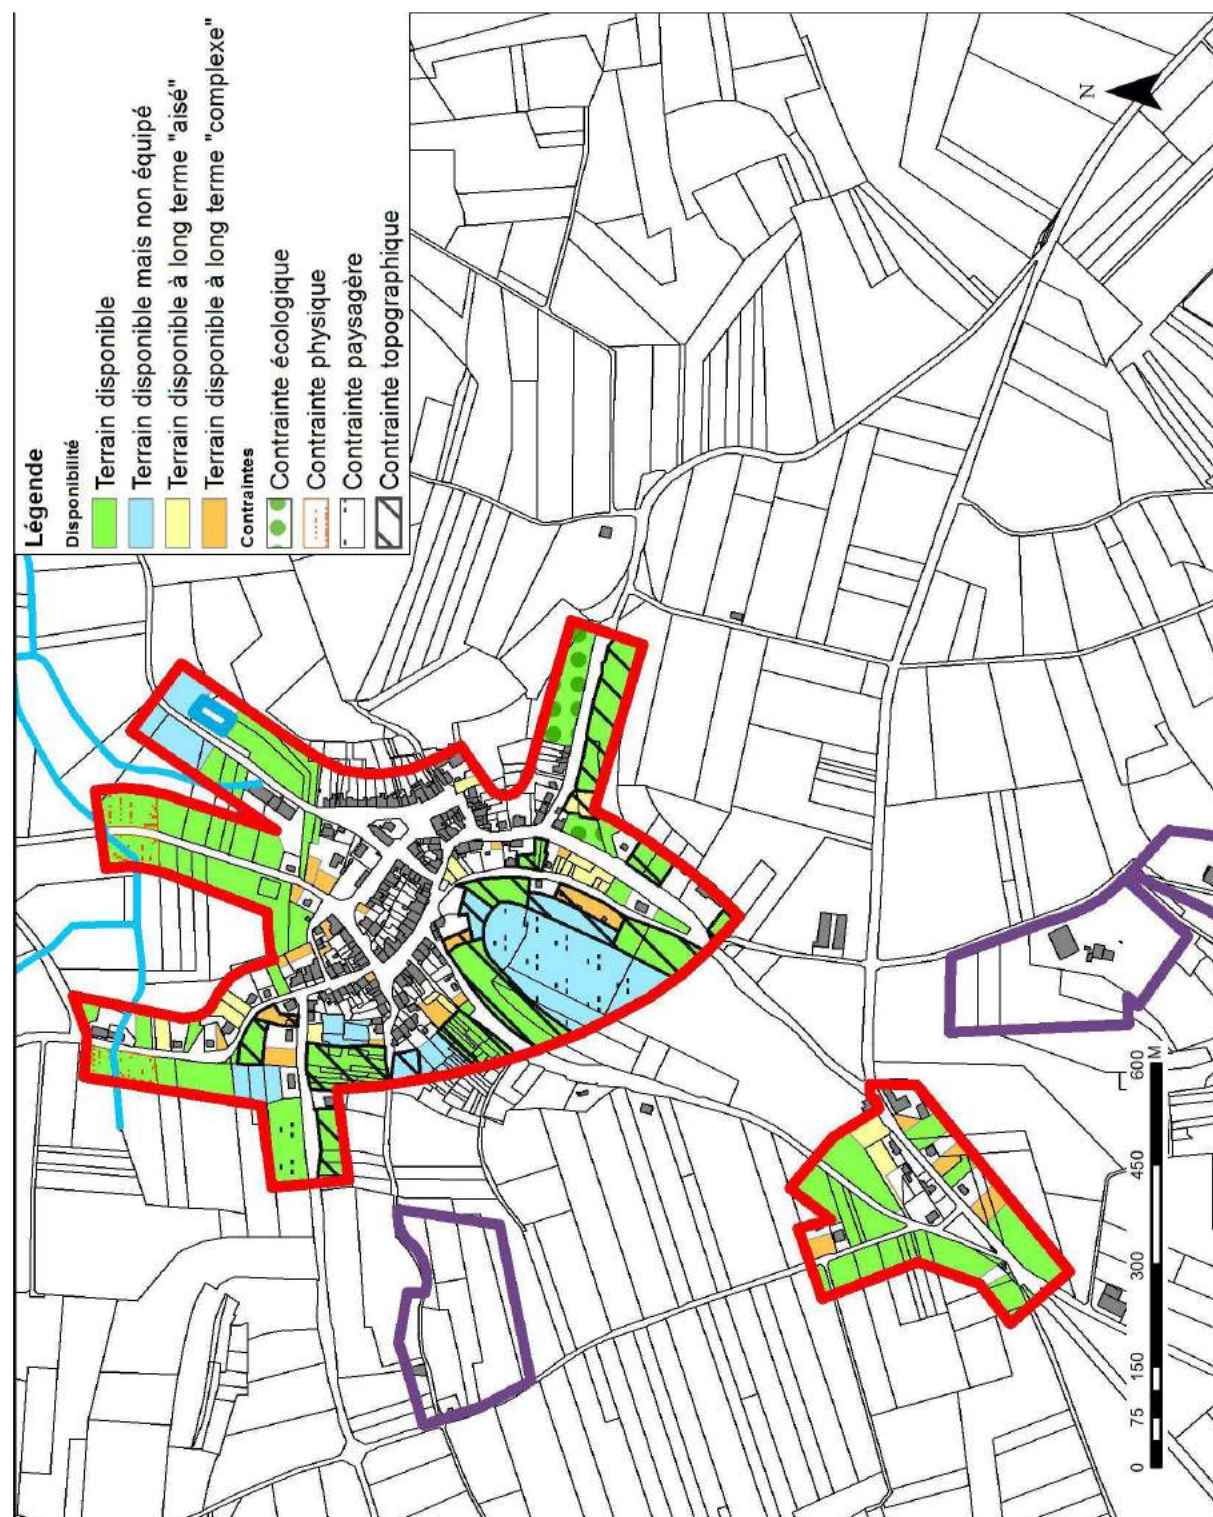 Légende
Disponibilité
Terrain disponible
Terrain disponible mais non équipé
Terrain disponible à long terme "aisé"
Terrain disponible à long terme "complexe"
Contraintes
Contrainte écologique
Contrainte physique
Contrainte paysagère
Contrainte topographique
N
0 75 150 300 450 600
M